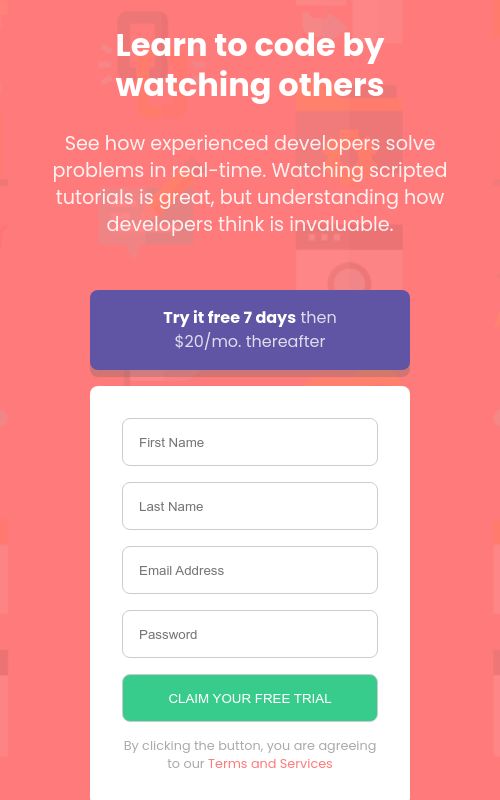 Learn to code by
watching others
See how experienced developers solve
problems in real-time. Watching scripted
tutorials is great, but understanding how
developers think is invaluable.
Try it free 7 days then
$20/mo. thereafter
First Name
Last Name
Email Address
Password
CLAIM YOUR FREE TRIAL
By clicking the button, you are agreeing
to our Terms and Services